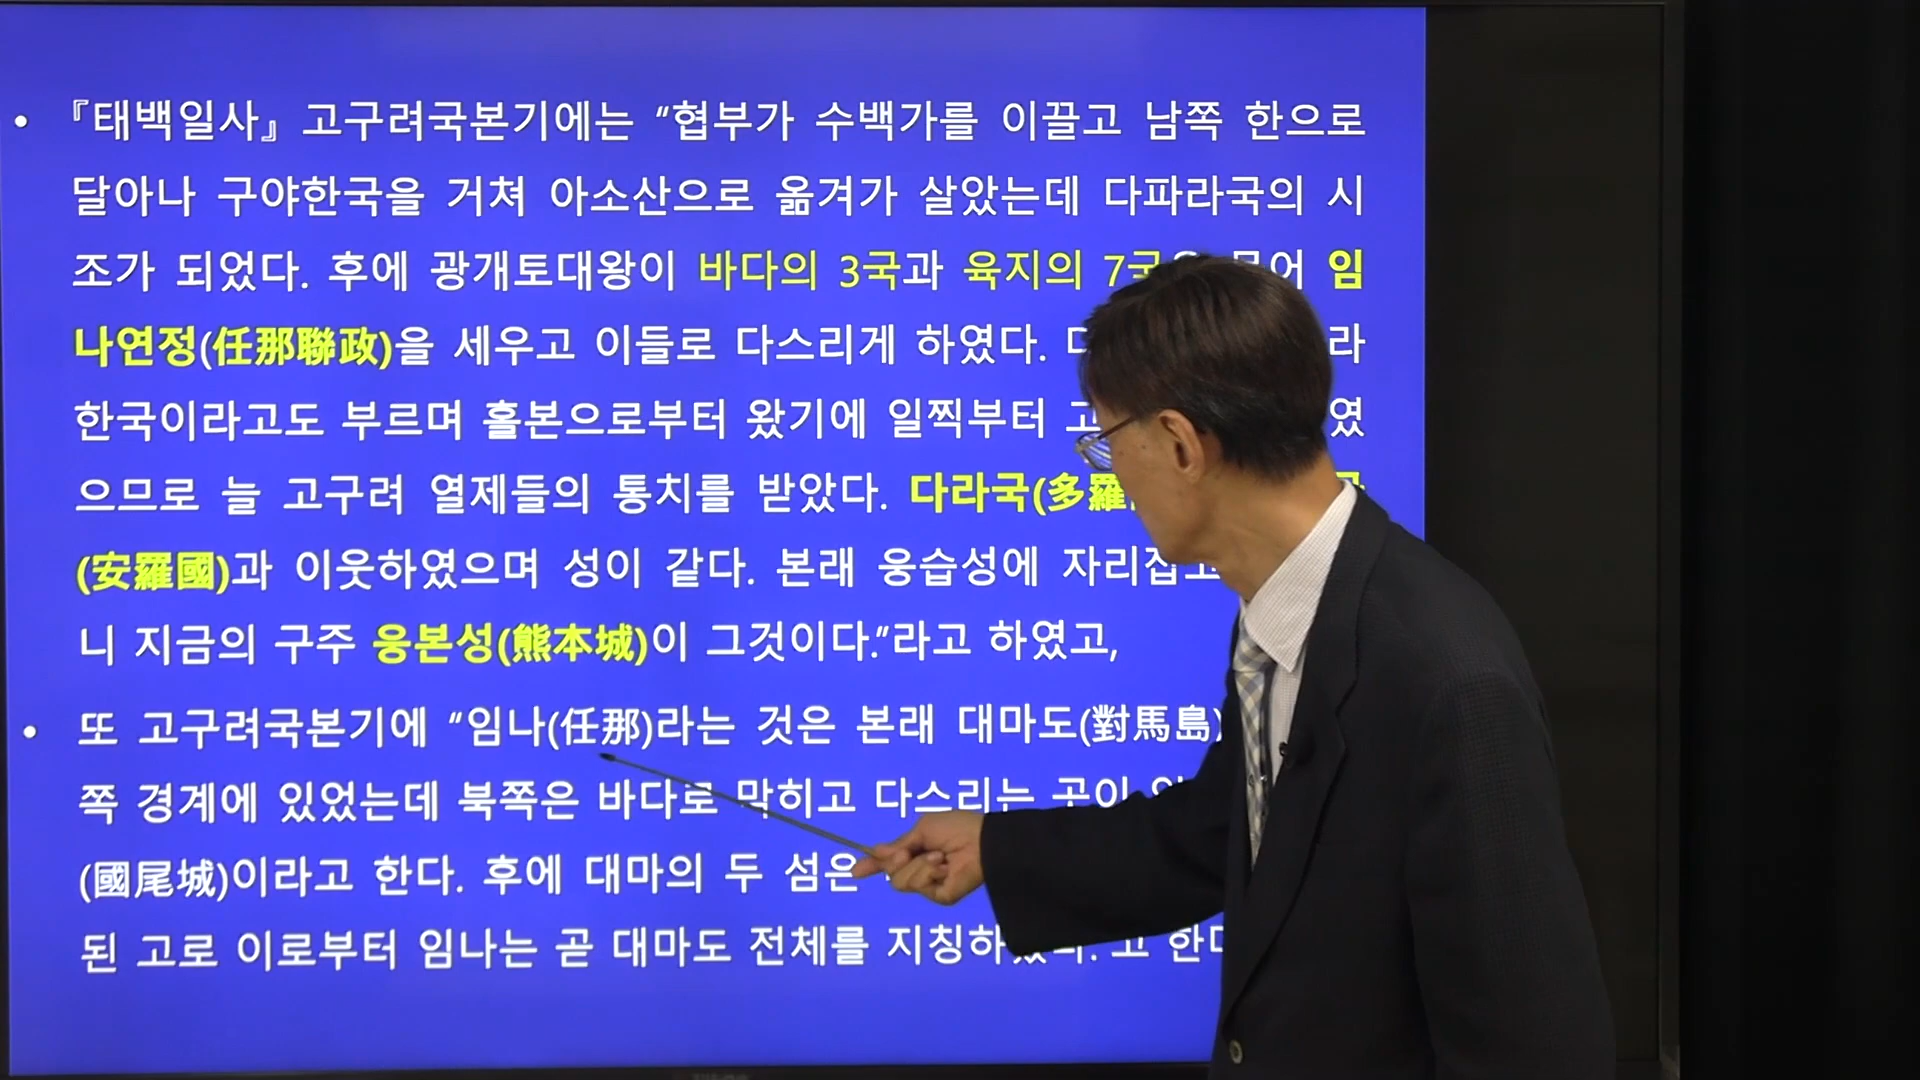 • 『태백일사』 고구려국본기에는 “협부가 수백가를 이끌고 남쪽 한으로
달아나 구야한국을 거쳐 아소산으로 옮겨가 살았는데 다파라국의 시
조가 되었다. 후에 광개토대왕이 바다의 3국과 육지의 7국 임
나연정(任那聯政)을 세우고 이들로 다스리게 하였다. 라
한국이라고도 부르며 홀본으로부터 왔기에 일찍부터 였
으므로 늘 고구려 열제들의 통치를 받았다. 다라국(多羅
(安羅國)과 이웃하였으며 성이 같다. 본래 웅습성에 자리잡고
니 지금의 구주 웅본성(熊本城)이 그것이다.”라고 하였고,
• 또 고구려국본기에 “임나(任那)라는 것은 본래 대마도(對馬島)
쪽 경계에 있었는데 북쪽은 바다로 막히고 다스리는 곳이
(國尾城)이라고 한다. 후에 대마의 두 섬은
된 고로 이로부터 임나는 곧 대마도 전체를 지칭하 고 한다